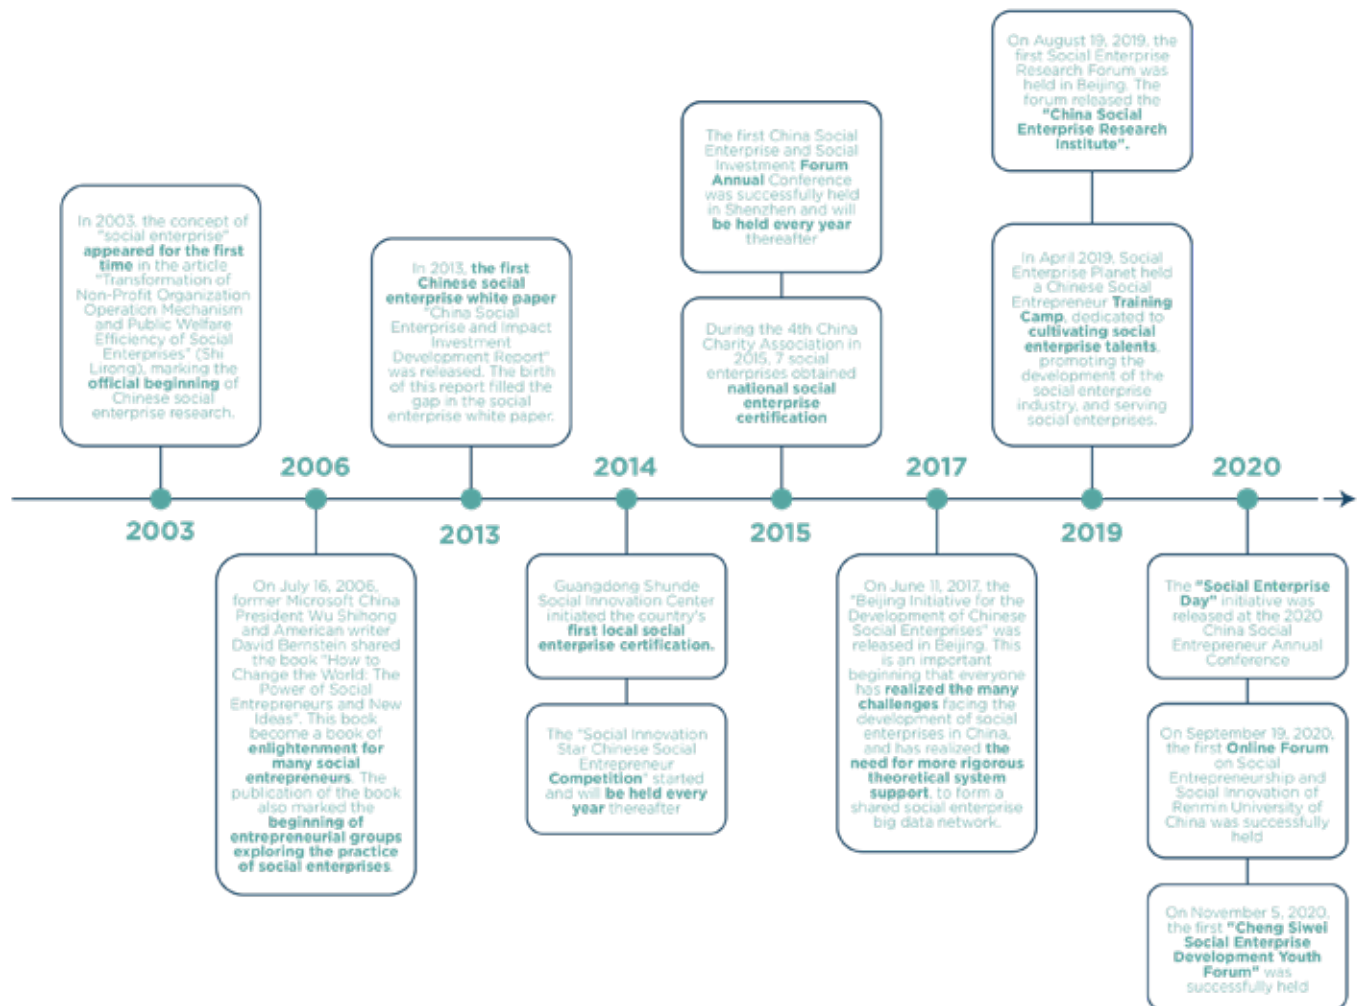 In 2003, the concept of
"social enterprise"
appeared for the first
time in the article
"Transformation of
Non-Profit Organization
Operation Mechanism
and Public Welfare
Efficiency of Social
Enterprises" (Shi
Lirong), marking the
official beginning of
Chinese social
enterprise research.
2003
2006
On July 16, 2006,
former Microsoft China
President Wu Shihong
and American writer
David Bernstein shared
the book "How to
Change the World: The
Power of Social
Entrepreneurs and New
Ideas". This book
become a book of
enlightenment for
many social
entrepreneurs. The
publication of the book
also marked the
beginning of
entrepreneurial groups
exploring the practice
of social enterprises.
In 2013, the first
Chinese social
enterprise white paper
"China Social
Enterprise and Impact
Investment
Development Report"
was released. The birth
of this report filled the
gap in the social
enterprise white paper.
2013
2014
Guangdong Shunde
Social Innovation Center
initiated the country's
first local social
enterprise certification.
The "Social Innovation
Star Chinese Social
Entrepreneur
Competition" started
and will be held every
year thereafter
The first China Social
Enterprise and Social
Investment Forum
Annual Conference
was successfully held
in Shenzhen and will
be held every year
thereafter
During the 4th China
Charity Association in
2015, 7 social
enterprises obtained
national social
enterprise
certification
2015
2017
On June 11, 2017, the
"Beijing Initiative for the
Development of Chinese
Social Enterprises" was
released in Beijing. This
is an important
beginning that everyone
has realized the many
challenges facing the
development of social
enterprises in China,
and has realized the
need for more rigorous
theoretical system
support, to form a
shared social enterprise
big data network.
On August 19, 2019, the
first Social Enterprise
Research Forum was
held in Beijing. The
forum released the
"China Social
Enterprise Research
Institute".
In April 2019, Social
Enterprise Planet held
a Chinese Social
Entrepreneur Training
Camp, dedicated to
cultivating social
enterprise talents,
promoting the
development of the
social enterprise
industry, and serving
social enterprises.
2019
2020
The "Social Enterprise
Day" initiative was
released at the 2020
China Social
Entrepreneur Annual
Conference
On September 19, 2020,
the first Online Forum
on Social
Entrepreneurship and
Social Innovation of
Renmin University of
China was successfully
held
On November 5, 2020,
the first "Cheng Siwei
Social Enterprise
Development Youth
Forum" was
successfully held